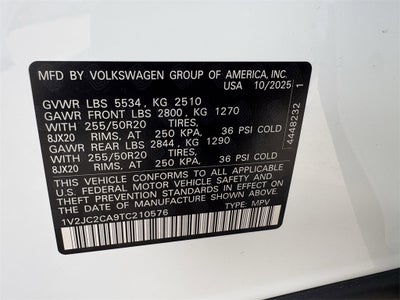 MFD BY VOLKSWAGEN GROUP OF AMERICA, INC.
USA 10/2025
GVWR LBS 5534, KG 2510
GAWR FRONT LBS 2800, KG 1270
WITH 255/50R20 TIRES,
8JX20 RIMS, AT 250 KPA, 36 PSI COLD
GAWR REAR LBS 2844, KG 1290
WITH 255/50R20 TIRES,
8JX20 RIMS, AT 250 KPA, 36 PSI COLD
THIS VEHICLE CONFORMS TO ALL APPLICABLE
U.S. FEDERAL MOTOR VEHICLE SAFETY AND
THEFT PREVENTION STANDARDS IN EFFECT ON
THE DATE OF MANUFACTURE SHOWN ABOVE.
1V2JC2CA9TC210576 TYPE: MPV
4448232 1